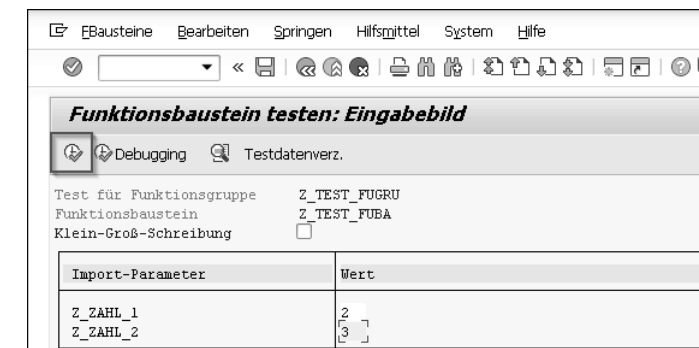 FBausteine Bearbeiten Springen Hilfsmittel System Hilfe
Funktionsbaustein testen: Eingabebild
Debugging Testdatenverz.
Test für Funktionsgruppe Z_TEST_FUGRU
Funktionsbaustein Z_TEST_FUBA
Klein-Groß-Schreibung
Import-Parameter Wert
Z_ZAHL_1 2
Z_ZAHL_2 3